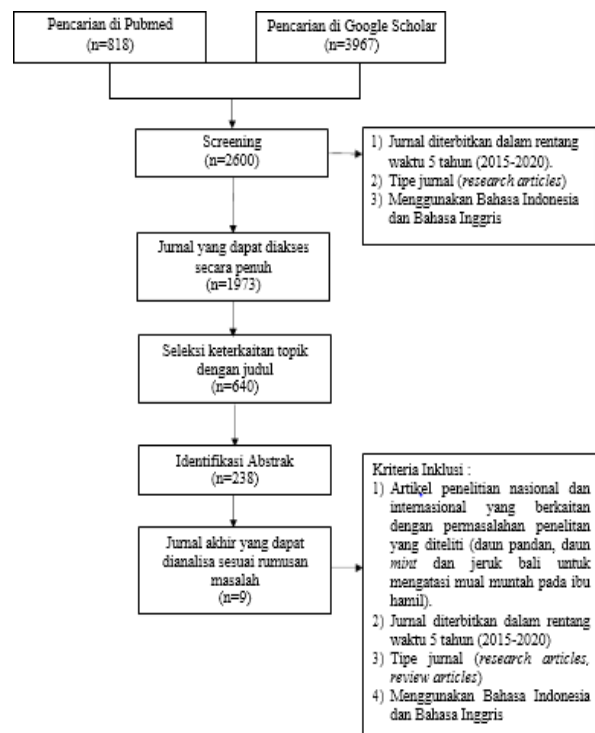 Pencarian di Pubmed
(n=818)
Pencarian di Google Scholar
(n=3967)
Screening
(n=2600)
1) Jurnal diterbitkan dalam rentang
waktu 5 tahun (2015-2020).
2) Tipe jurnal (research articles)
3) Menggunakan Bahasa Indonesia
dan Bahasa Inggris
Jurnal yang dapat diakses
secara penuh
(n=1973)
Seleksi keterkaitan topik
dengan judul
(n=640)
Identifikasi Abstrak
(n=238)
Jurnal akhir yang dapat
dianalisa sesuai rumusan
masalah
(n=9)
Kriteria Inklusi :
1) Artikel penelitian nasional dan
internasional yang berkaitan
dengan permasalahan penelitan
yang diteliti (daun pandan, daun
mint dan jeruk bali untuk
mengatasi mual muntah pada ibu
hamil).
2) Jurnal diterbitkan dalam rentang
waktu 5 tahun (2015-2020)
3) Tipe jurnal (research articles,
review articles)
4) Menggunakan Bahasa Indonesia
dan Bahasa Inggris